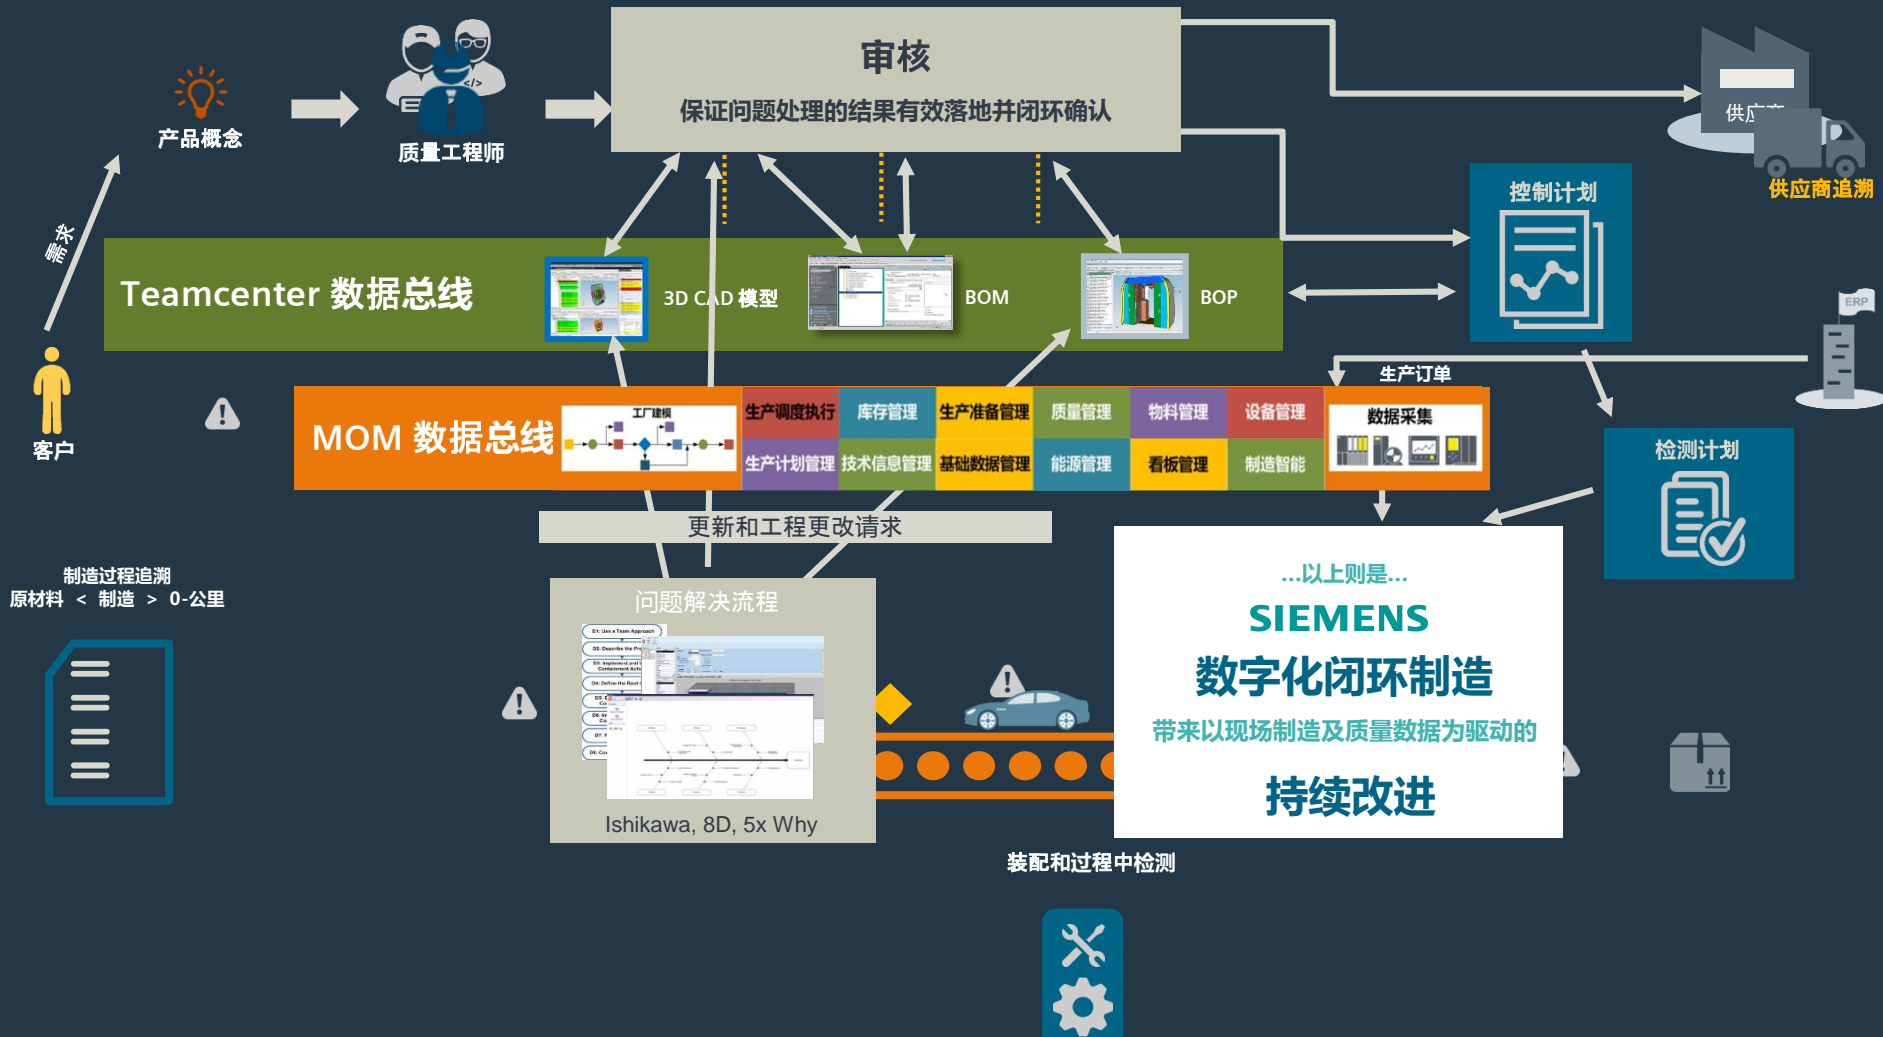 审核
保证问题处理的结果有效落地并闭环确认
产品概念
质量工程师
供应商
供应商追溯
控制计划
需求
Teamcenter 数据总线
3D CAD 模型
BOM
BOP
ERP
生产订单
客户
MOM 数据总线
工厂建模
生产调度执行
库存管理
生产准备管理
质量管理
物料管理
设备管理
数据采集
生产计划管理
技术信息管理
基础数据管理
能源管理
看板管理
制造智能
检测计划
更新和工程更改请求
制造过程追溯
原材料 < 制造 > 0-公里
问题解决流程
D1: Use a Team Approach
D2: Describe the
Ishikawa, 8D, 5x Why
...以上则是...
SIEMENS
数字化闭环制造
带来以现场制造及质量数据为驱动的
持续改进
装配和过程中检测